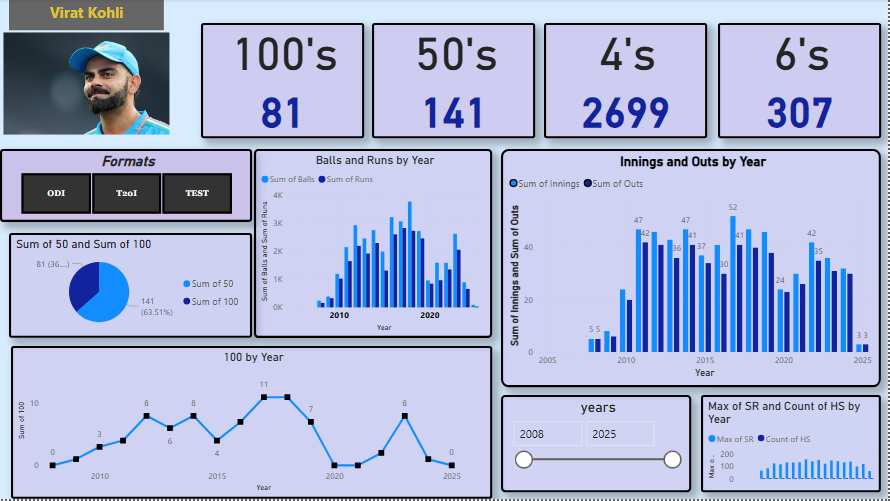 Virat Kohli
100's
81
50's
141
4's
2699
6's
307
Formats
ODI
T20I
TEST
Balls and Runs by Year
Sum of Balls Sum of Runs
Sum of Balls and Sum of Runs
4K
3K
2K
1K
0K
2010 2020
Year
Innings and Outs by Year
Sum of Innings Sum of Outs
Sum of Innings and Sum of Outs
40
20
0
5 5 47 42 36 47 41 37 30 52 41 24 42 35 3 3
2005 2010 2015 2020 2025
Year
Sum of 50 and Sum of 100
81 (36....)
141
(63.51%)
Sum of 50
Sum of 100
100 by Year
Sum of 100
10
0
0 3 8 6 8 4 11 7 0 8 0
2010 2015 2020 2025
Year
years
2008 2025
Max of SR and Count of HS by
Year
Max of SR Count of HS
Max o...
200
100
0